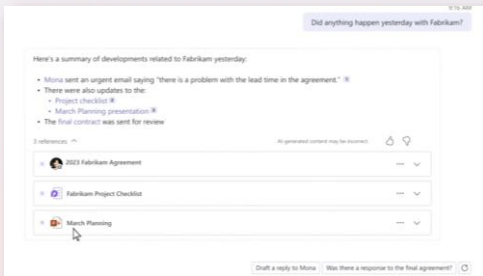 9:16 AM
Did anything happen yesterday with Fabrikam?
Here's a summary of developments related to Fabrikam yesterday:
• Mona sent an urgent email saying "there is a problem with the lead time in the agreement."
• There were also updates to the:
• Project checklist
• March Planning presentation
• The final contract was sent for review
3 references
AI-generated content may be incorrect
2023 Fabrikam Agreement
Fabrikam Project Checklist
March Planning
Draft a reply to Mona
Was there a response to the final agreement?